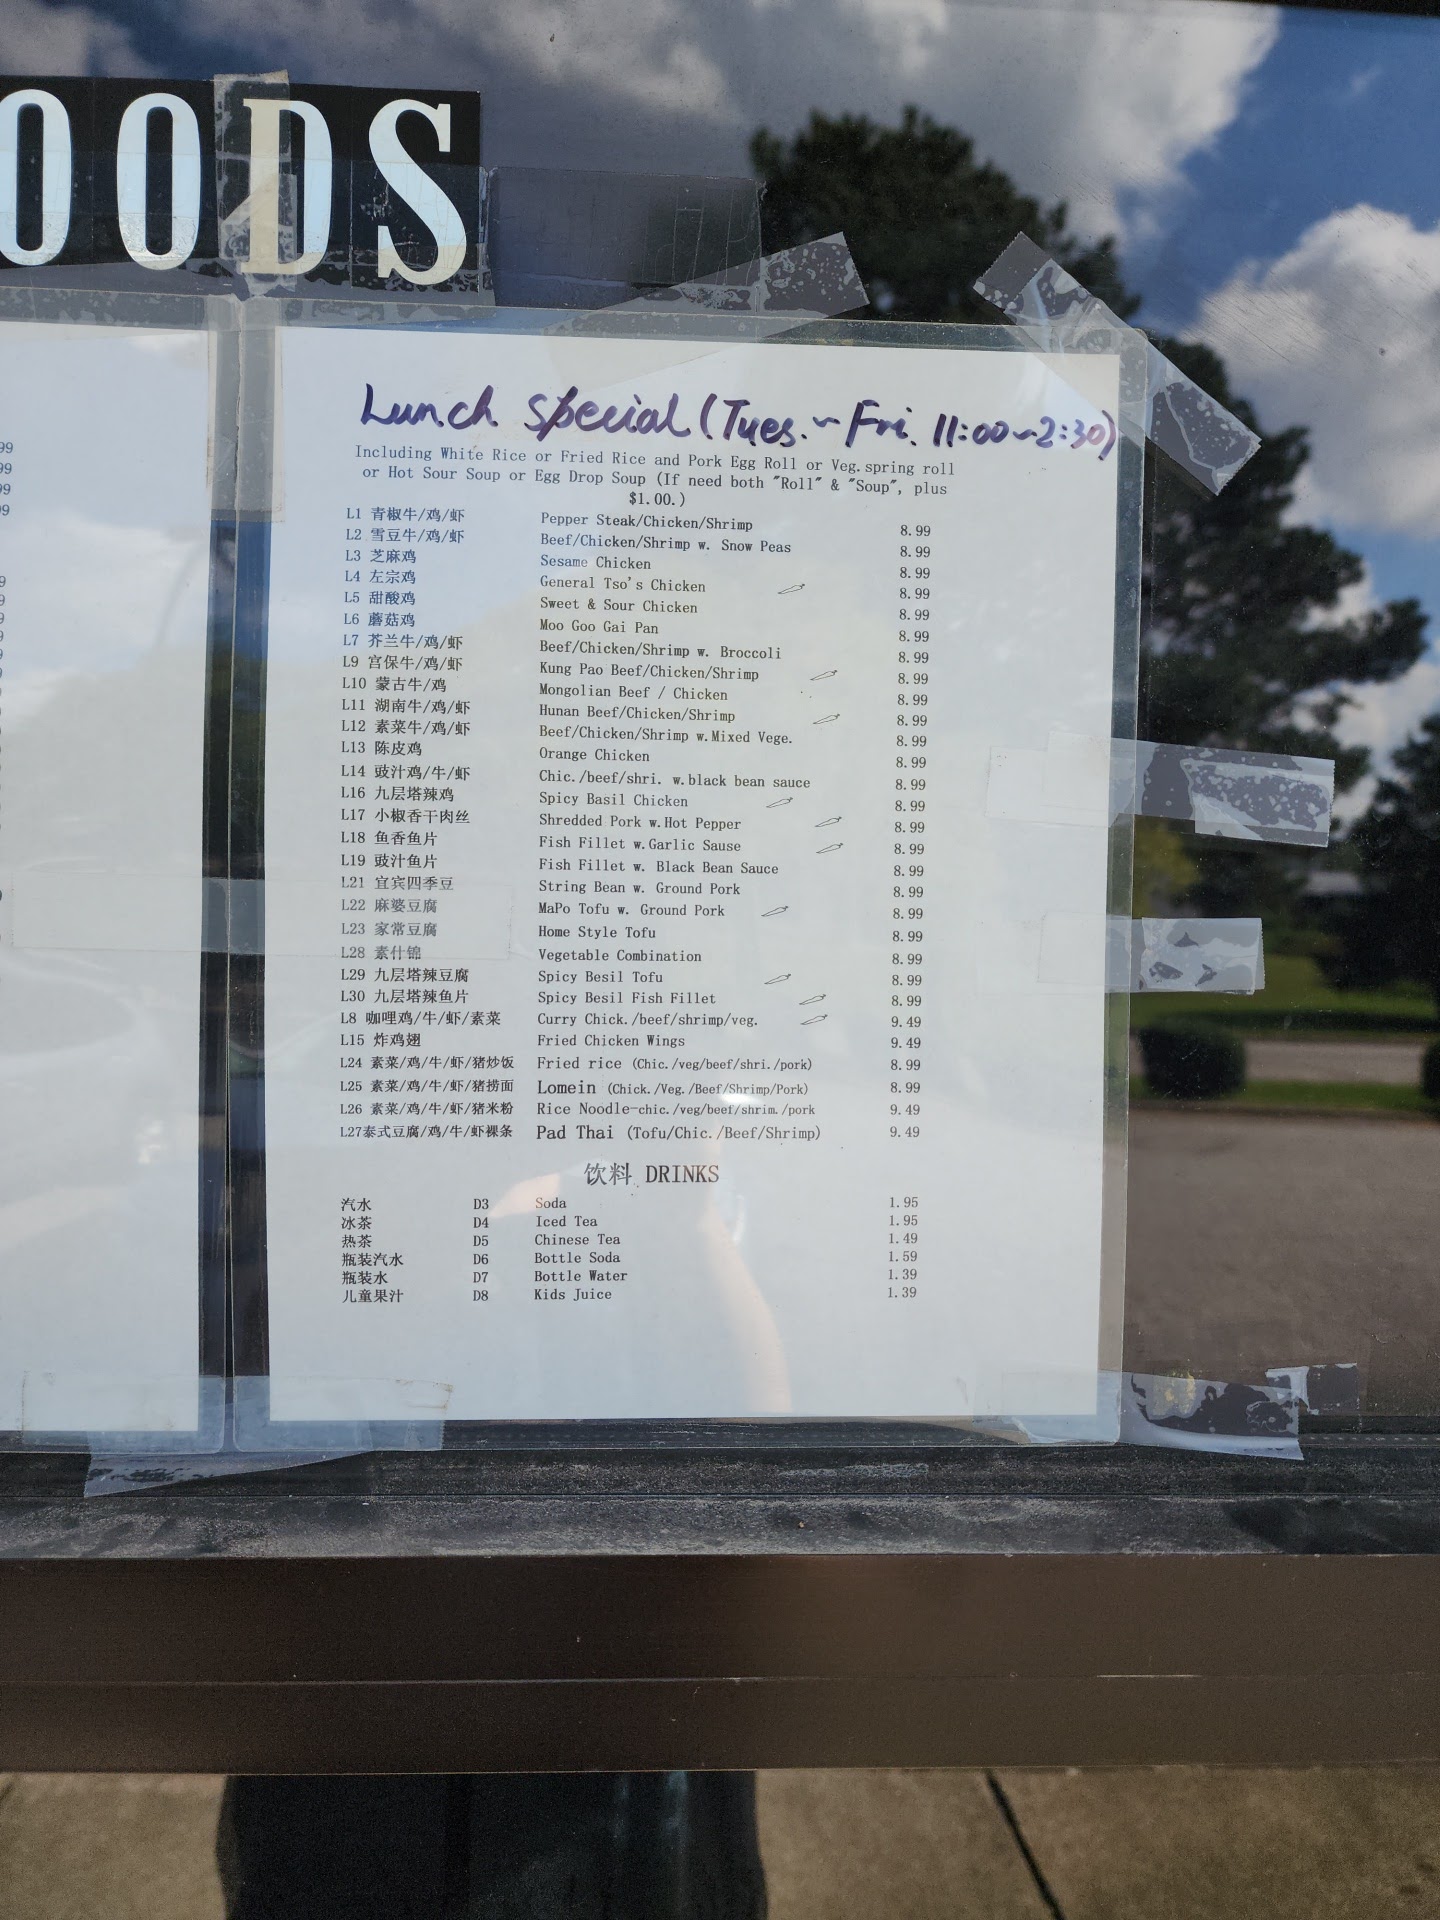 OODS
Lunch Special (Tues. ~ Fri. 11:00~2:30)
Including White Rice or Fried Rice and Pork Egg Roll or Veg.spring roll
or Hot Sour Soup or Egg Drop Soup (If need both "Roll" & "Soup", plus
$1.00.)
L1 青椒牛/鸡/虾 Pepper Steak/Chicken/Shrimp 8.99
L2 雪豆牛/鸡/虾 Beef/Chicken/Shrimp w. Snow Peas 8.99
L3 芝麻鸡 Sesame Chicken 8.99
L4 左宗鸡 General Tso's Chicken 8.99
L5 甜酸鸡 Sweet & Sour Chicken 8.99
L6 蘑菇鸡 Moo Goo Gai Pan 8.99
L7 芥兰牛/鸡/虾 Beef/Chicken/Shrimp w. Broccoli 8.99
L9 宫保牛/鸡/虾 Kung Pao Beef/Chicken/Shrimp 8.99
L10 蒙古牛/鸡 Mongolian Beef / Chicken 8.99
L11 湖南牛/鸡/虾 Hunan Beef/Chicken/Shrimp 8.99
L12 素菜牛/鸡/虾 Beef/Chicken/Shrimp w.Mixed Vege. 8.99
L13 陈皮鸡 Orange Chicken 8.99
L14 豉汁鸡/牛/虾 Chic./beef/shri. w.black bean sauce 8.99
L16 九层塔辣鸡 Spicy Basil Chicken 8.99
L17 小椒香干肉丝 Shredded Pork w.Hot Pepper 8.99
L18 鱼香鱼片 Fish Fillet w.Garlic Sause 8.99
L19 豉汁鱼片 Fish Fillet w. Black Bean Sauce 8.99
L21 宜宾四季豆 String Bean w. Ground Pork 8.99
L22 麻婆豆腐 MaPo Tofu w. Ground Pork 8.99
L23 家常豆腐 Home Style Tofu 8.99
L28 素什锦 Vegetable Combination 8.99
L29 九层塔辣豆腐 Spicy Besil Tofu 8.99
L30 九层塔辣鱼片 Spicy Besil Fish Fillet 8.99
L8 咖哩鸡/牛/虾/素菜 Curry Chick./beef/shrimp/veg. 9.49
L15 炸鸡翅 Fried Chicken Wings 9.49
L24 素菜/鸡/牛/虾/猪炒饭 Fried rice (Chic./veg/beef/shri./pork) 8.99
L25 素菜/鸡/牛/虾/猪捞面 Lomein (Chick./Veg./Beef/Shrimp/Pork) 8.99
L26 素菜/鸡/牛/虾/猪米粉 Rice Noodle-chic./veg/beef/shrim./pork 9.49
L27泰式豆腐/鸡/牛/虾裸条 Pad Thai (Tofu/Chic./Beef/Shrimp) 9.49
饮料 DRINKS
汽水 D3 Soda 1.95
冰茶 D4 Iced Tea 1.95
热茶 D5 Chinese Tea 1.49
瓶装汽水 D6 Bottle Soda 1.59
瓶装水 D7 Bottle Water 1.39
儿童果汁 D8 Kids Juice 1.39